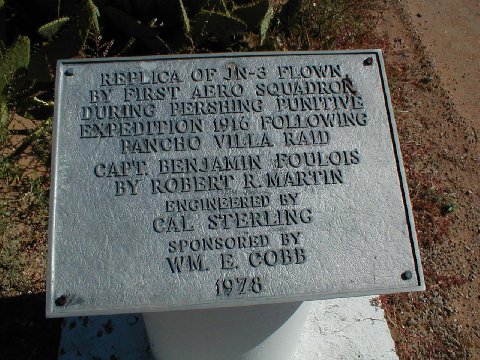 REPLICA OF JN-3 FLOWN
BY FIRST AERO SQUADRON
DURING PERSHING PUNITIVE
EXPEDITION 1916 FOLLOWING
PANCHO VILLA RAID
CAPT. BENJAMIN FOULOIS
BY ROBERT R. MARTIN
ENGINEERED BY
CAL STERLING
SPONSORED BY
WM. E. COBB
1978